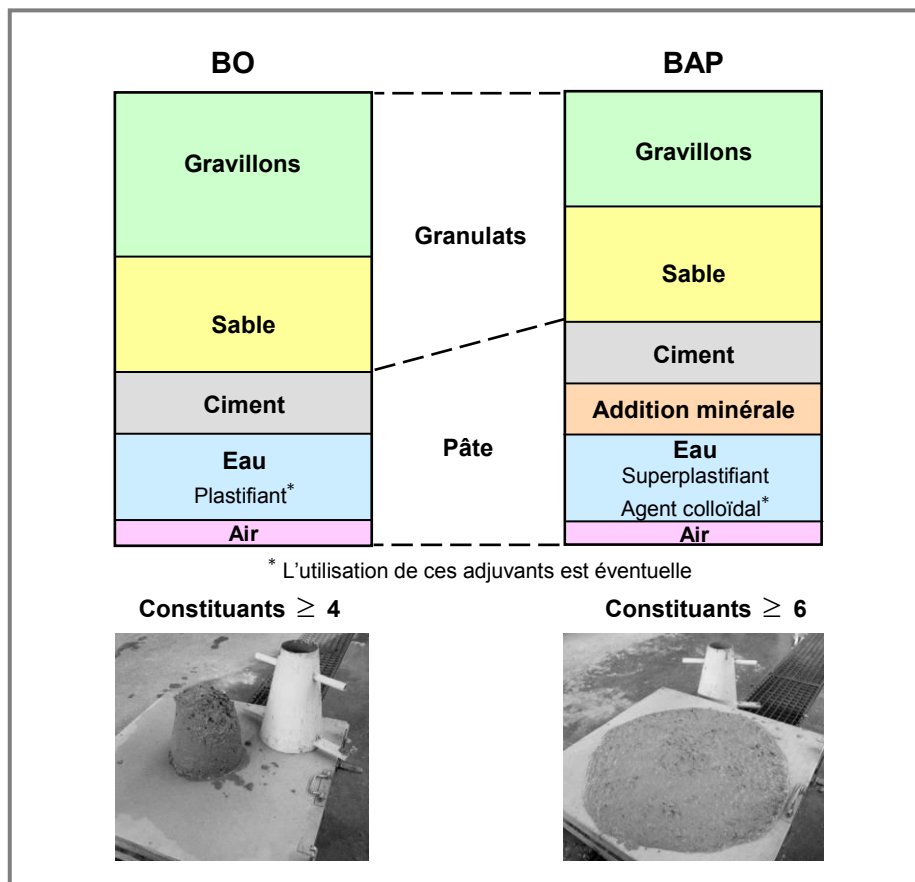 BO
BAP
Gravillons
Sable
Ciment
Eau
Plastifiant*
Air
Granulats
Pâte
Gravillons
Sable
Ciment
Addition minérale
Eau
Superplastifiant
Agent colloïdal*
Air
* L'utilisation de ces adjuvants est éventuelle
Constituants ≥ 4
Constituants ≥ 6